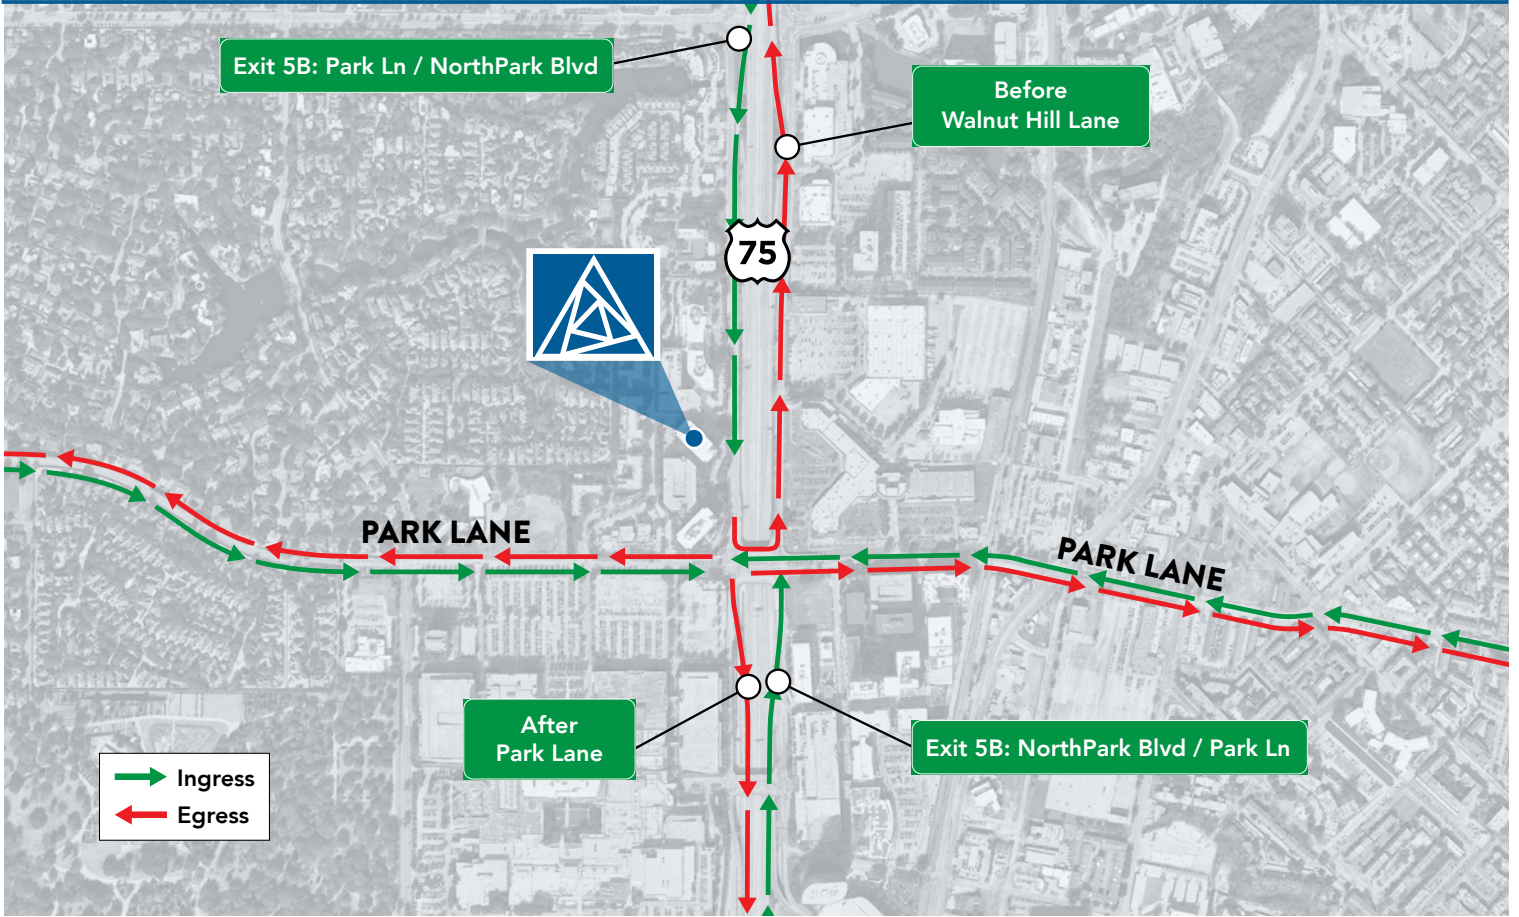 Exit 5B: Park Ln / NorthPark Blvd
Before
Walnut Hill Lane
75
PARK LANE
PARK LANE
After
Park Lane
Exit 5B: NorthPark Blvd / Park Ln
Ingress
Egress